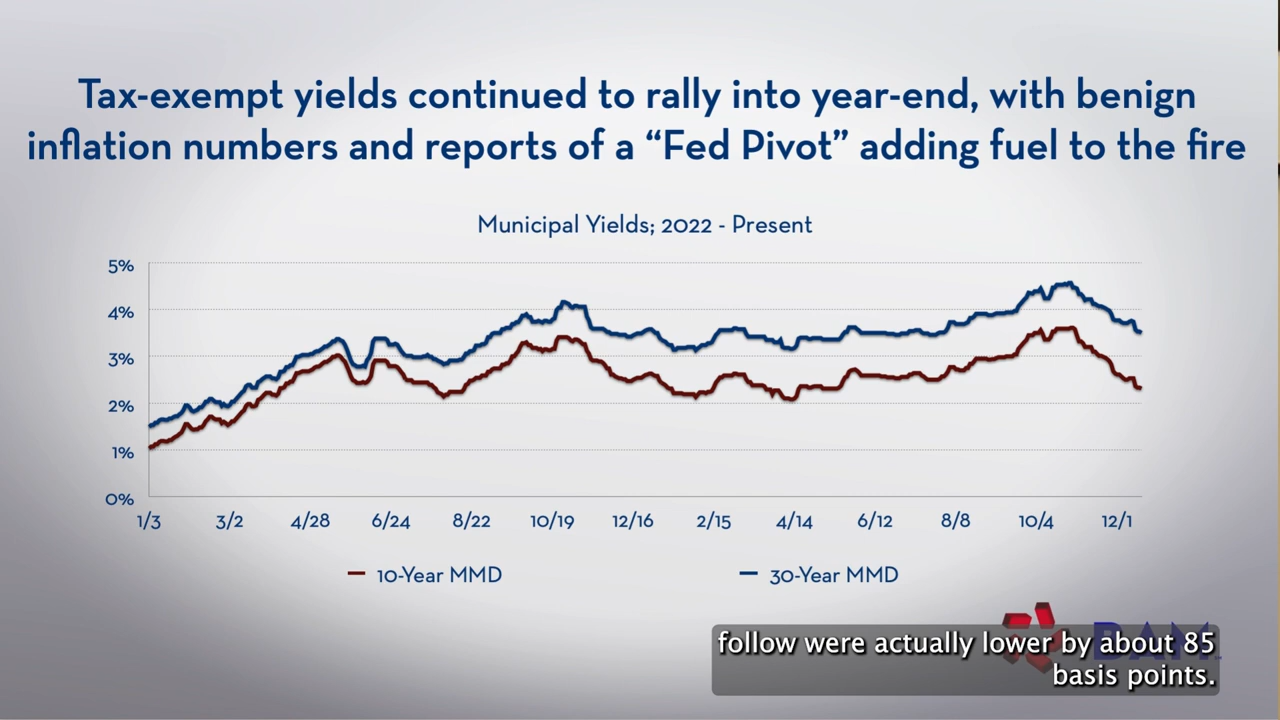 Tax-exempt yields continued to rally into year-end, with benign
inflation numbers and reports of a “Fed Pivot” adding fuel to the fire
Municipal Yields; 2022 - Present
5%
4%
3%
2%
1%
0%
1/3 3/2 4/28 6/24 8/22 10/19 12/16 2/15 4/14 6/12 8/8 10/4 12/1
10-Year MMD 30-Year MMD
follow were actually lower by about 85
basis points.